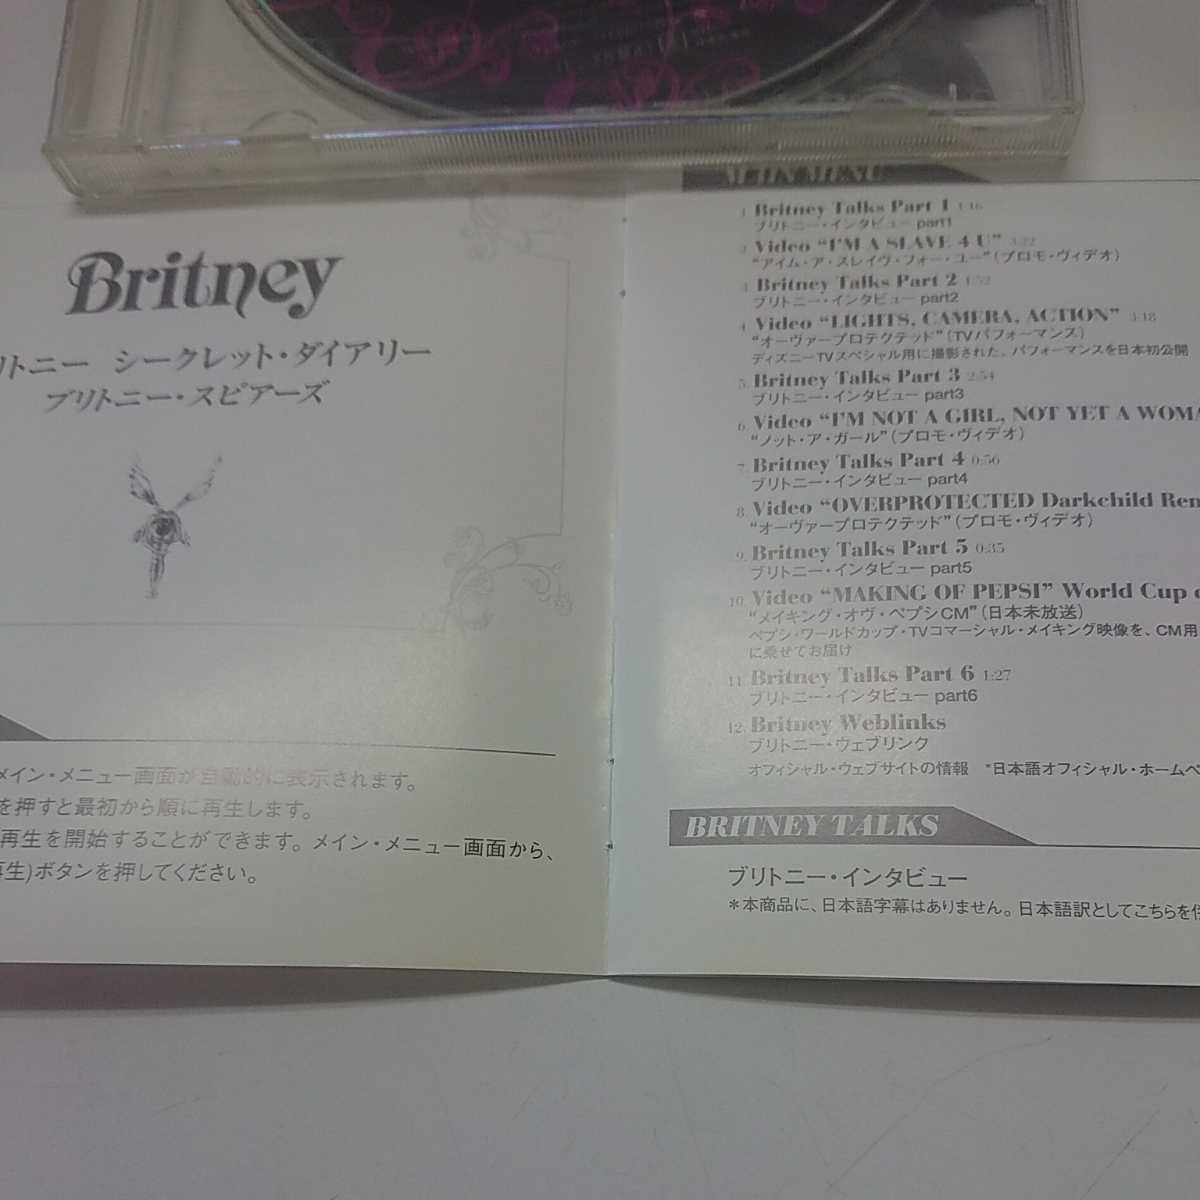 Britney
トニー シークレット・ダイアリー
ブリトニー・スピアーズ
メイン・メニュー画面が自動的に表示されます。
を押すと最初から順に再生します。
再生を開始することができます。メイン・メニュー画面から、
生)ボタンを押してください。
MAIN MENU
1. Britney Talks Part 1 1:16
ブリトニー・インタビュー part1
2. Video “I'M A SLAVE 4 U” 3:22
“アイム・ア・スレイヴ・フォー・ユー”(プロモ・ヴィデオ)
3. Britney Talks Part 2 1:52
ブリトニー・インタビュー part2
4. Video “LIGHTS, CAMERA, ACTION” 3:18
“オーヴァープロテクテッド”(TVパフォーマンス)
ディズニーTVスペシャル用に撮影された、パフォーマンスを日本初公開
5. Britney Talks Part 3 2:54
ブリトニー・インタビュー part3
6. Video “I'M NOT A GIRL, NOT YET A WOMA
“ノット・ア・ガール”(プロモ・ヴィデオ)
7. Britney Talks Part 4 0:56
ブリトニー・インタビュー part4
8. Video “OVERPROTECTED Darkchild Rem
“オーヴァープロテクテッド”(プロモ・ヴィデオ)
9. Britney Talks Part 5 0:35
ブリトニー・インタビュー part5
10. Video “MAKING OF PEPSI” World Cup
“メイキング・オヴ・ペプシCM”(日本未放送)
ペプシ・ワールドカップ・TVコマーシャル・メイキング映像を、CM用
に乗せてお届け
11. Britney Talks Part 6 1:27
ブリトニー・インタビュー part6
12. Britney Weblinks
ブリトニー・ウェブリンク
オフィシャル・ウェブサイトの情報 *日本語オフィシャル・ホームペ
BRITNEY TALKS
ブリトニー・インタビュー
*本商品に、日本語字幕はありません。日本語訳としてこちらを